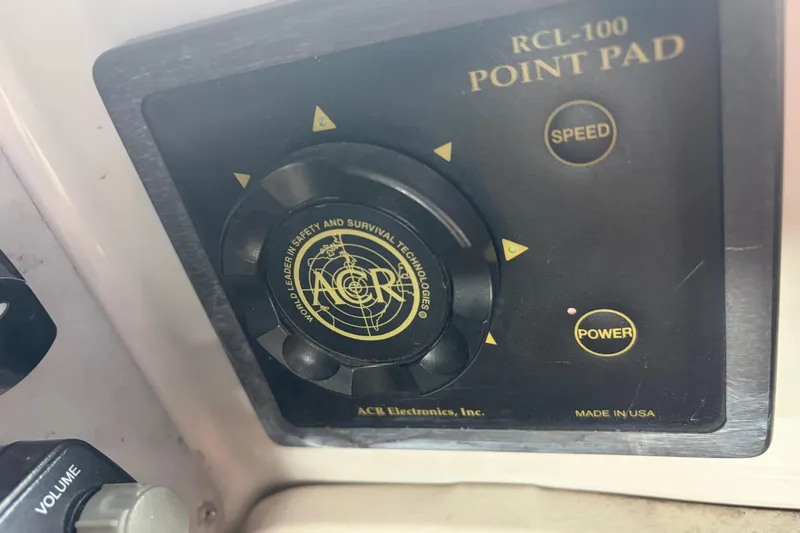 RCL-100
POINT PAD
SPEED
WORLD LEADER IN SAFETY AND SURVIVAL TECHNOLOGIES ®
ACR
POWER
ACR Electronics, Inc.
MADE IN USA
VOLUME